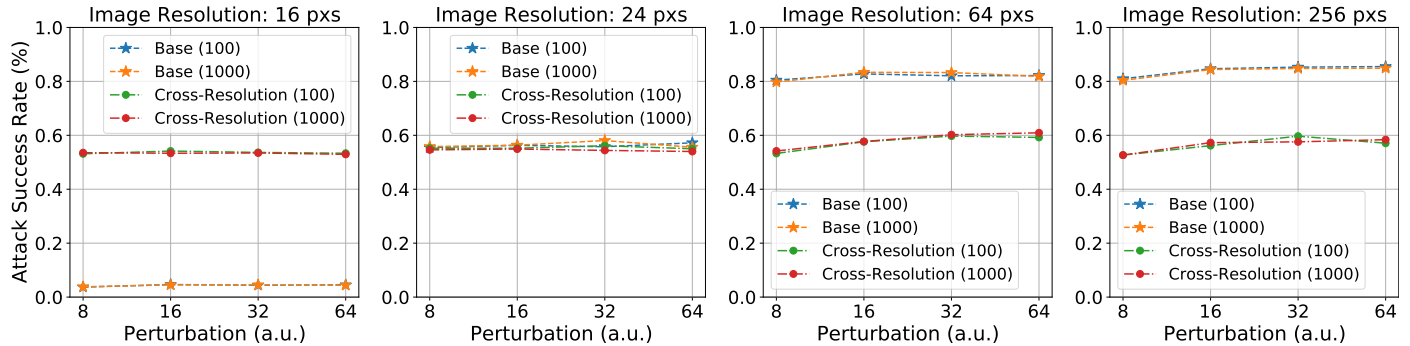 Image Resolution: 16 pxs
Attack Success Rate (%)
1.0
0.8
0.6
0.4
0.2
0.0
Base (100)
Base (1000)
Cross-Resolution (100)
Cross-Resolution (1000)
8 16 32 64
Perturbation (a.u.)
Image Resolution: 24 pxs
1.0
0.8
0.6
0.4
0.2
0.0
Base (100)
Base (1000)
Cross-Resolution (100)
Cross-Resolution (1000)
8 16 32 64
Perturbation (a.u.)
Image Resolution: 64 pxs
1.0
0.8
0.6
0.4
0.2
0.0
Base (100)
Base (1000)
Cross-Resolution (100)
Cross-Resolution (1000)
8 16 32 64
Perturbation (a.u.)
Image Resolution: 256 pxs
1.0
0.8
0.6
0.4
0.2
0.0
Base (100)
Base (1000)
Cross-Resolution (100)
Cross-Resolution (1000)
8 16 32 64
Perturbation (a.u.)